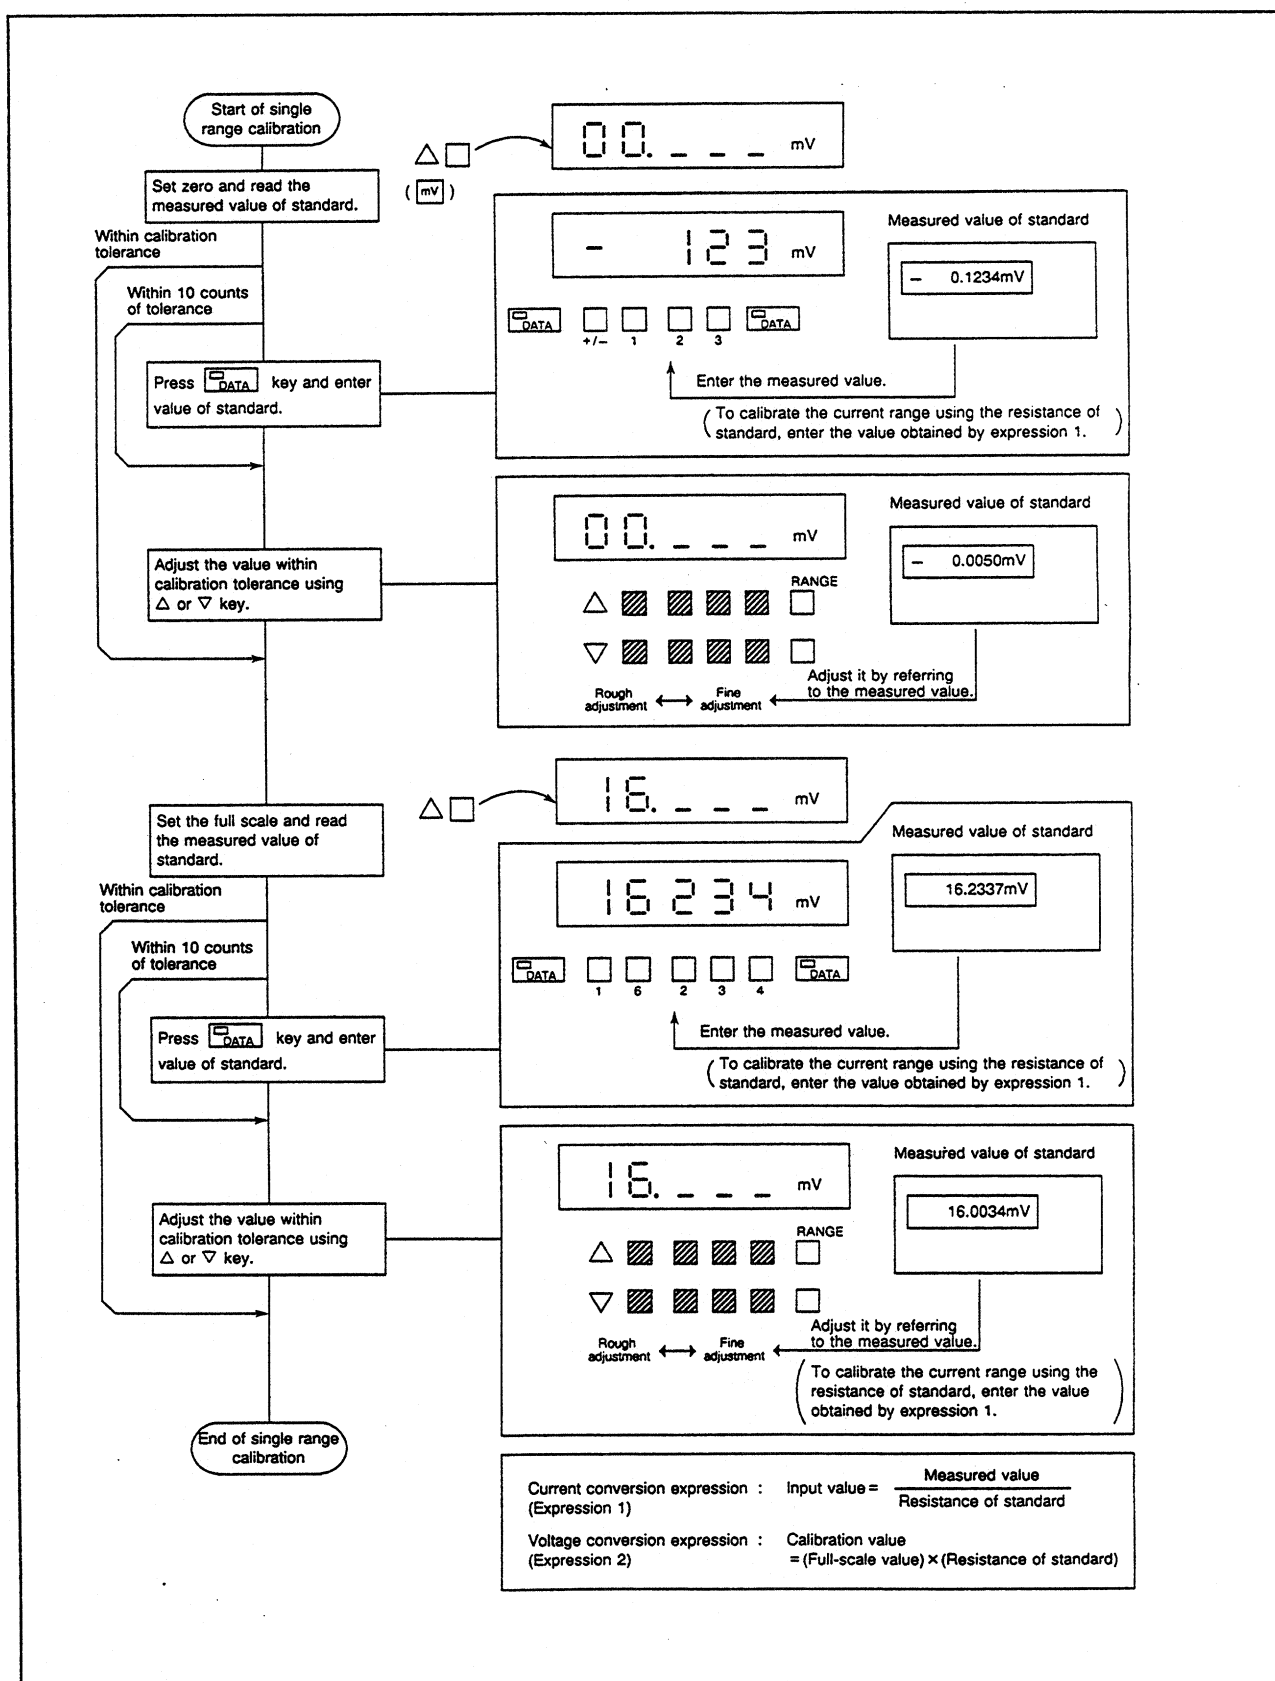 Start of single
range calibration
00. _ _ _ mV
( mV )
Set zero and read the
measured value of standard.
Within calibration
tolerance
Within 10 counts
of tolerance
Press DATA key and enter
value of standard.
- 123 mV
Measured value of standard
- 0.1234mV
DATA +/- 1 2 3 DATA
Enter the measured value.
(To calibrate the current range using the resistance of
standard, enter the value obtained by expression 1.)
Adjust the value within
calibration tolerance using
△ or ▽ key.
00. _ _ _ mV
Measured value of standard
- 0.0050mV
RANGE
△
▽
Rough
adjustment
Fine
adjustment
Adjust it by referring
to the measured value.
16. _ _ _ mV
△
Set the full scale and read
the measured value of
standard.
Within calibration
tolerance
Within 10 counts
of tolerance
Press DATA key and enter
value of standard.
16234 mV
Measured value of standard
16.2337mV
DATA 1 6 2 3 4 DATA
Enter the measured value.
(To calibrate the current range using the resistance of
standard, enter the value obtained by expression 1.)
Adjust the value within
calibration tolerance using
△ or ▽ key.
16. _ _ _ mV
Measured value of standard
16.0034mV
RANGE
△
▽
Rough
adjustment
Fine
adjustment
Adjust it by referring
to the measured value.
(To calibrate the current range using the
resistance of standard, enter the value
obtained by expression 1.)
End of single range
calibration
Current conversion expression : Input value = Measured value / Resistance of standard
(Expression 1)
Voltage conversion expression : Calibration value
(Expression 2) = (Full-scale value) × (Resistance of standard)